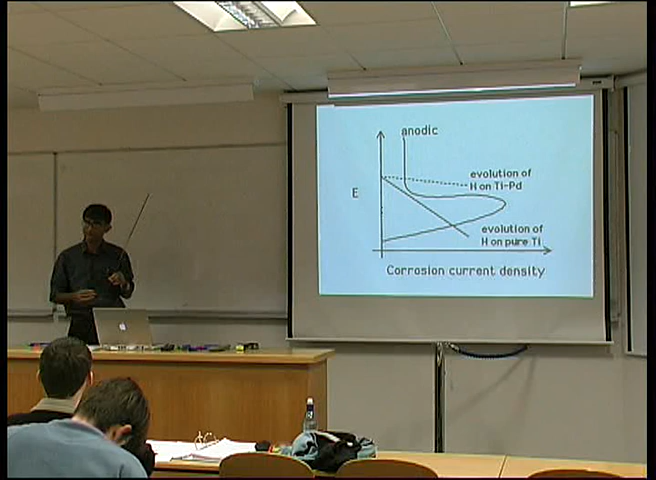 anodic
evolution of
H on Ti-Pd
E
evolution of
H on pure Ti
Corrosion current density